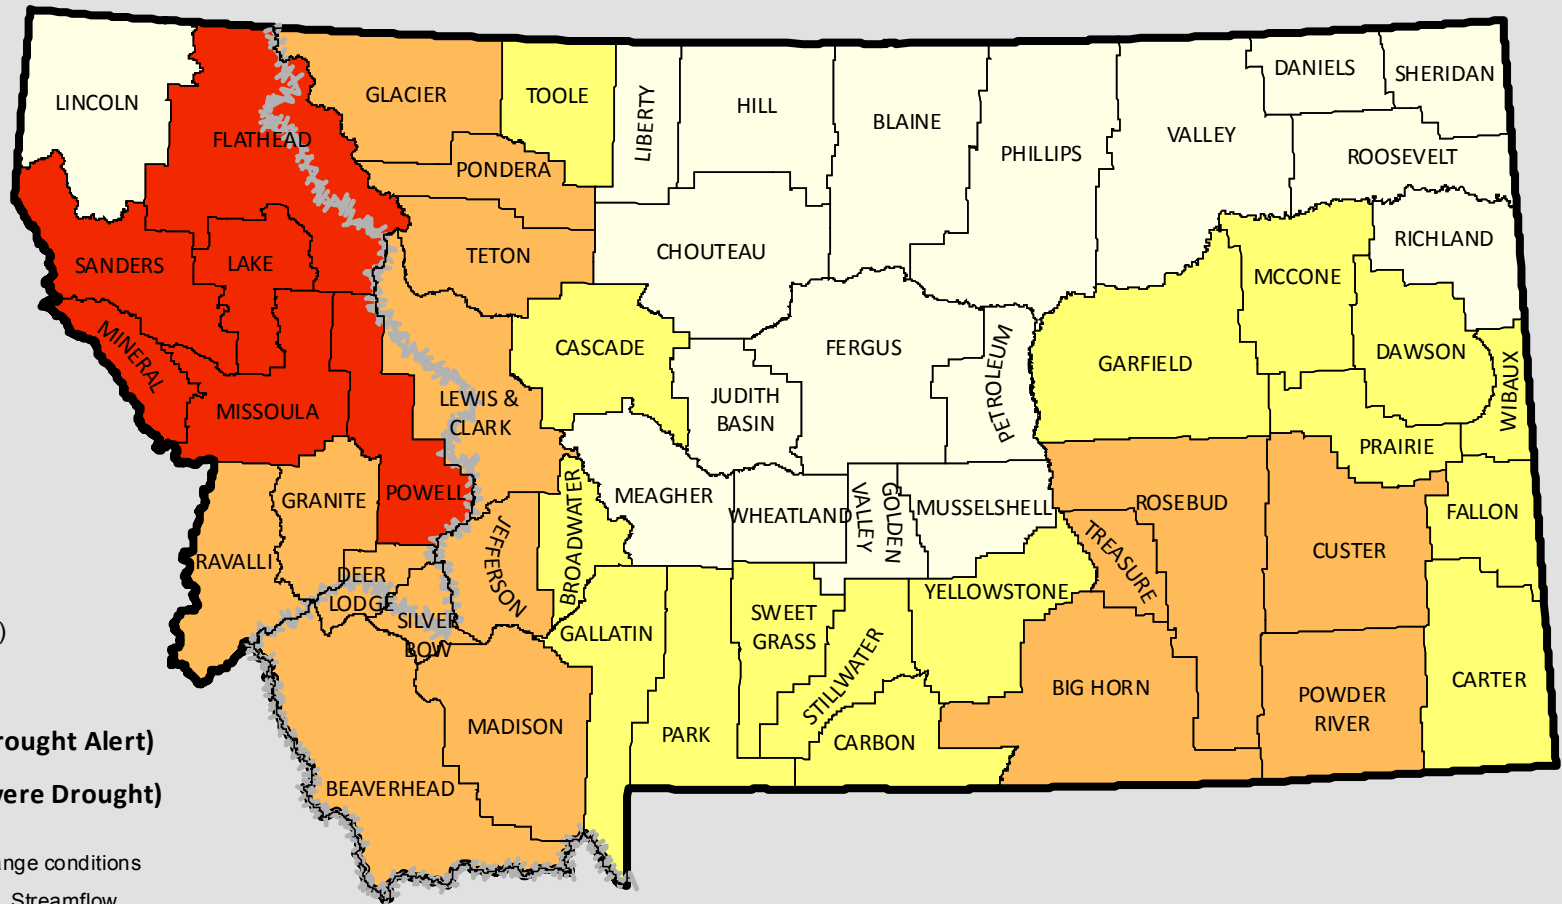 LINCOLN
FLATHEAD
GLACIER
TOOLE
LIBERTY
HILL
BLAINE
PHILLIPS
VALLEY
DANIELS
SHERIDAN
ROOSEVELT
PONDERA
TETON
CHOUTEAU
RICHLAND
SANDERS
LAKE
MCCONE
MINERAL
MISSOULA
CASCADE
FERGUS
JUDITH
BASIN
PETROLEUM
GARFIELD
DAWSON
WIBAUX
LEWIS &
CLARK
PRAIRIE
POWELL
GRANITE
RAVALLI
DEER
LODGE
SILVER
BOW
JEFFERSON
BROADWATER
MEAGHER
WHEATLAND
GOLDEN
VALLEY
MUSSELSHELL
ROSEBUD
TREASURE
CUSTER
FALLON
GALLATIN
SWEET
GRASS
STILLWATER
YELLOWSTONE
BIG HORN
POWDER
RIVER
CARTER
MADISON
PARK
CARBON
BEAVERHEAD
)
rought Alert)
vere Drought)
nge conditions
Streamflow